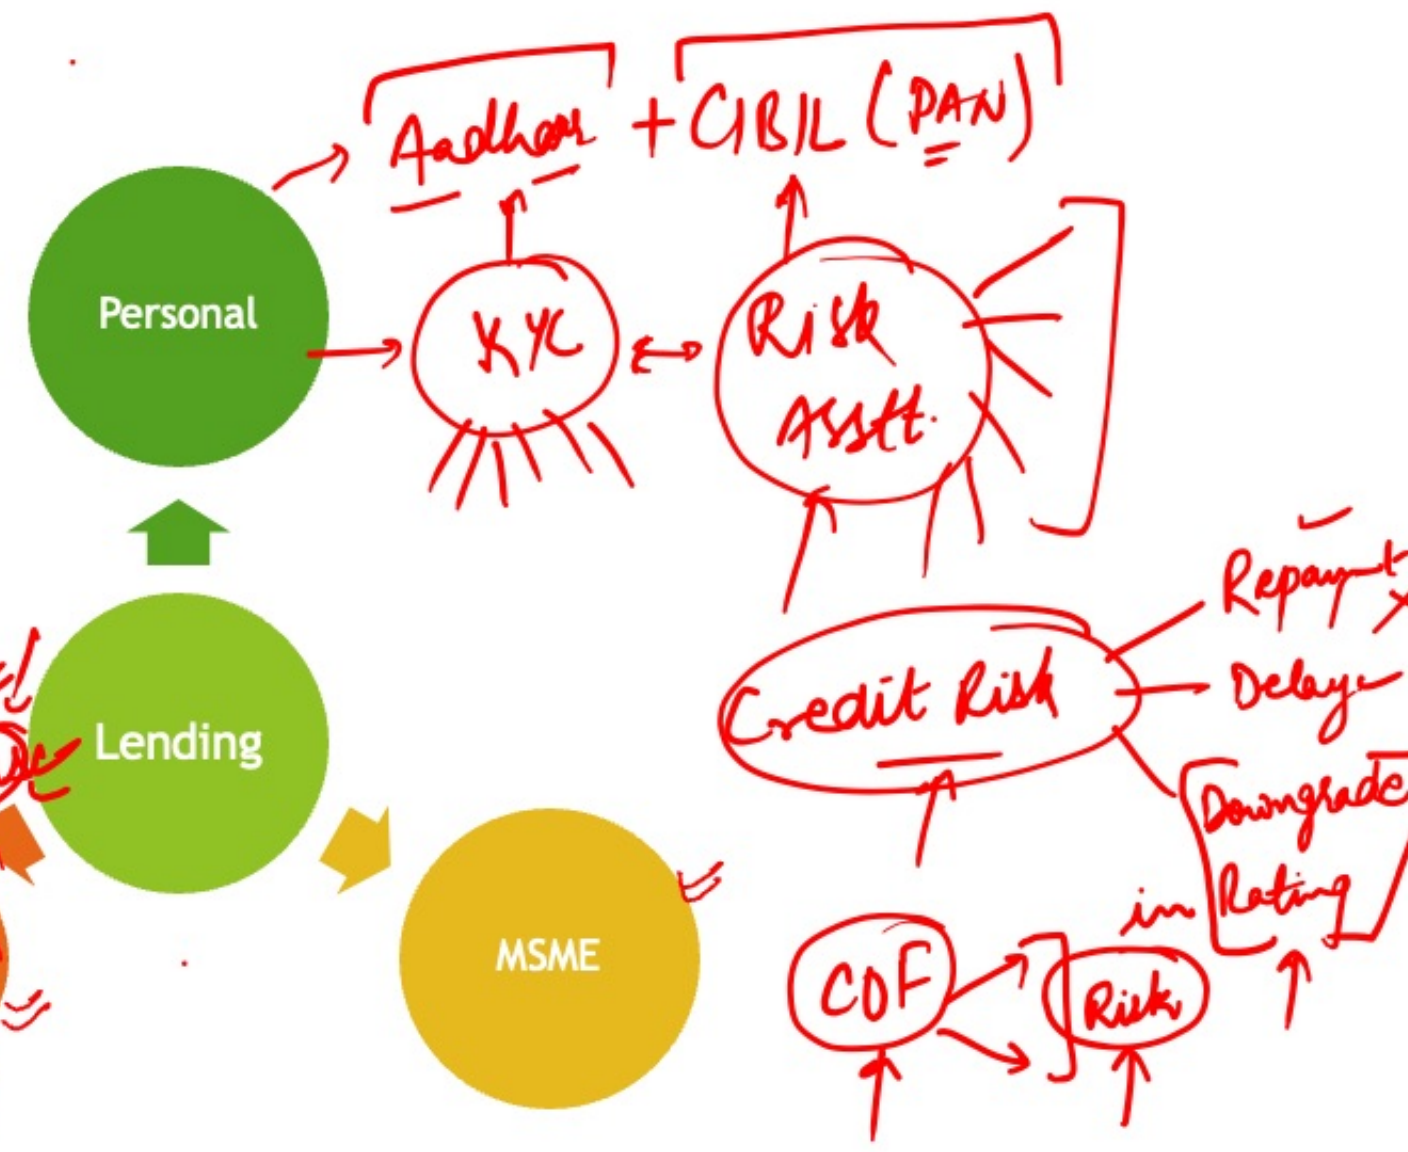 Aadhaar + CIBIL (PAN)
Personal
KYC
Risk
Asstt.
Repaymt
Credit Risk
Delay
Lending
Downgrade
in Rating
MSME
COF
Risk